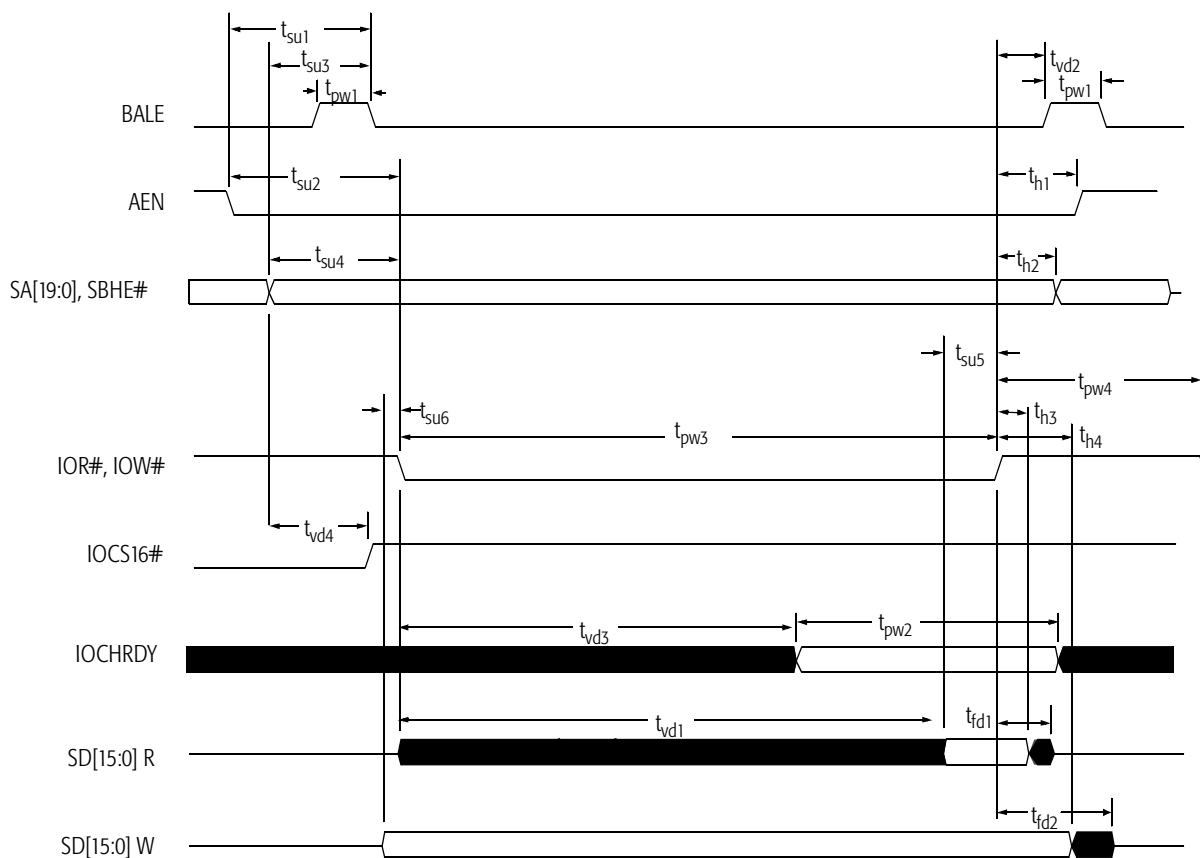 tsu1
tsu3
tvd2
tpw1
tpw1
BALE
tsu2
th1
AEN
tsu4
th2
SA[19:0], SBHE#
tsu5
tpw4
tsu6
th3
tpw3
th4
IOR#, IOW#
tvd4
IOCS16#
tvd3
tpw2
IOCHRDY
tvd1
tfd1
SD[15:0] R
tfd2
SD[15:0] W